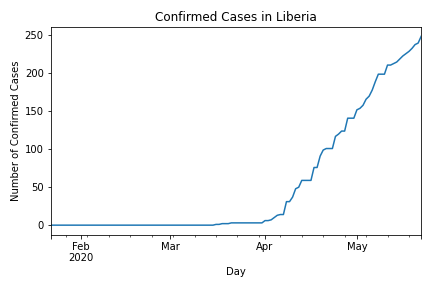 Confirmed Cases in Liberia
Number of Confirmed Cases
250
200
150
100
50
0
Feb
2020
Mar
Apr
May
Day